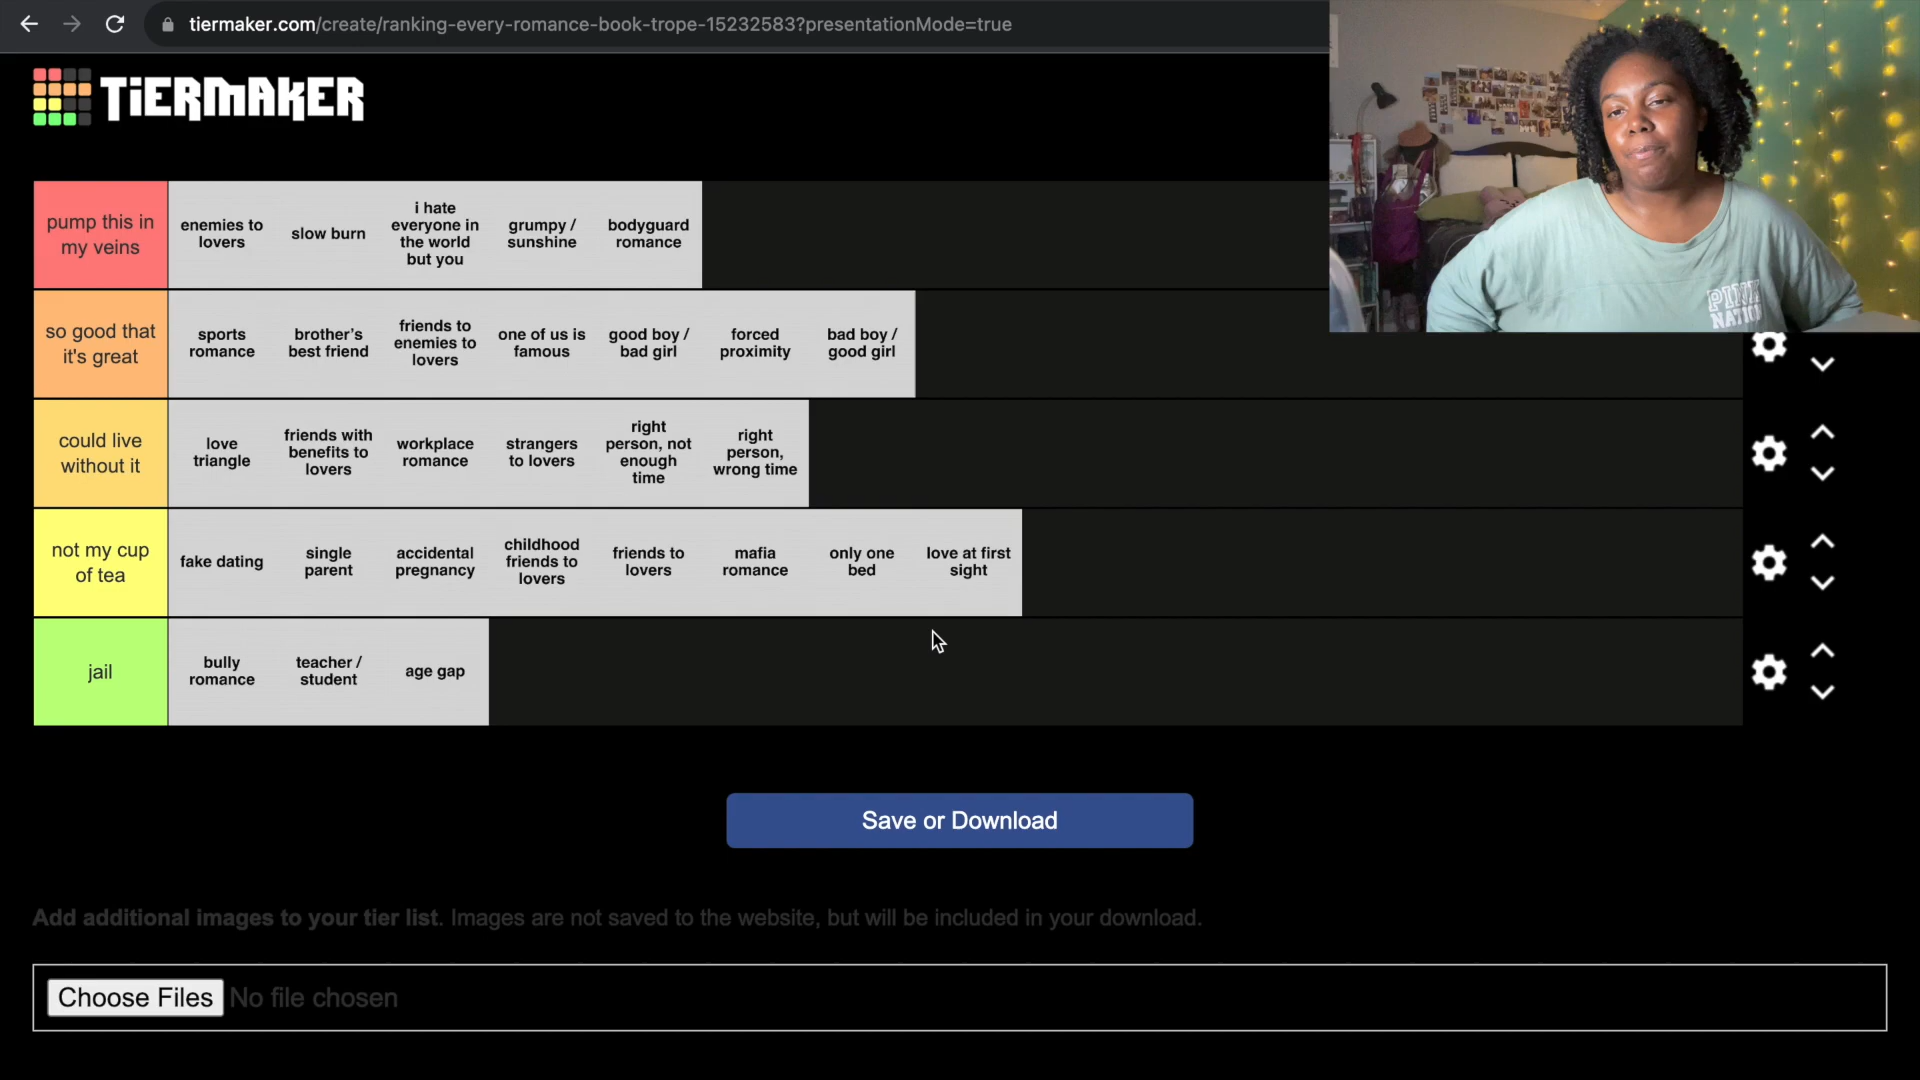 tiermaker.com/create/ranking-every-romance-book-trope-15232583?presentationMode=true
TiERMAKER
pump this in
my veins
enemies to
lovers
slow burn
i hate
everyone in
the world
but you
grumpy /
sunshine
bodyguard
romance
so good that
it's great
sports
romance
brother's
best friend
friends to
enemies to
lovers
one of us is
famous
good boy /
bad girl
forced
proximity
bad boy /
good girl
could live
without it
love
triangle
friends with
benefits to
lovers
workplace
romance
strangers
to lovers
right
person, not
enough
time
right
person,
wrong time
not my cup
of tea
fake dating
single
parent
accidental
pregnancy
childhood
friends to
lovers
friends to
lovers
mafia
romance
only one
bed
love at first
sight
jail
bully
romance
teacher /
student
age gap
PINK
NATION
Save or Download
Add additional images to your tier list. Images are not saved to the website, but will be included in your download.
Choose Files No file chosen